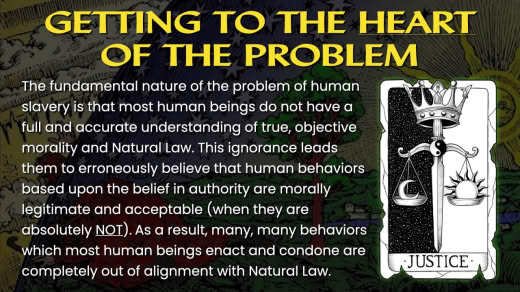 GETTING TO THE HEART
OF THE PROBLEM
The fundamental nature of the problem of human
slavery is that most human beings do not have a
full and accurate understanding of true, objective
morality and Natural Law. This ignorance leads
them to erroneously believe that human behaviors
based upon the belief in authority are morally
legitimate and acceptable (when they are
absolutely NOT). As a result, many, many behaviors
which most human beings enact and condone are
completely out of alignment with Natural Law.
JUSTICE